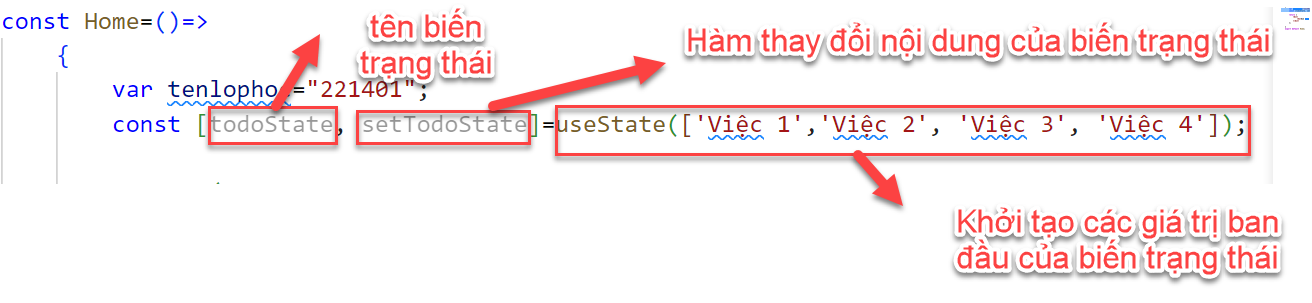 const Home=()=>
tên biến
trạng thái
Hàm thay đổi nội dung của biến trạng thái
{
var tenlophoc="221401";
const [todoState, setTodoState]=useState(['Việc 1','Việc 2', 'Việc 3', 'Việc 4']);
Khởi tạo các giá trị ban
đầu của biến trạng thái